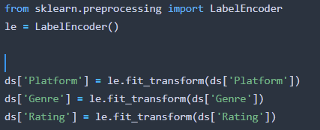 from sklearn.preprocessing import LabelEncoder
le = LabelEncoder()
ds['Platform'] = le.fit_transform(ds['Platform'])
ds['Genre'] = le.fit_transform(ds['Genre'])
ds['Rating'] = le.fit_transform(ds['Rating'])